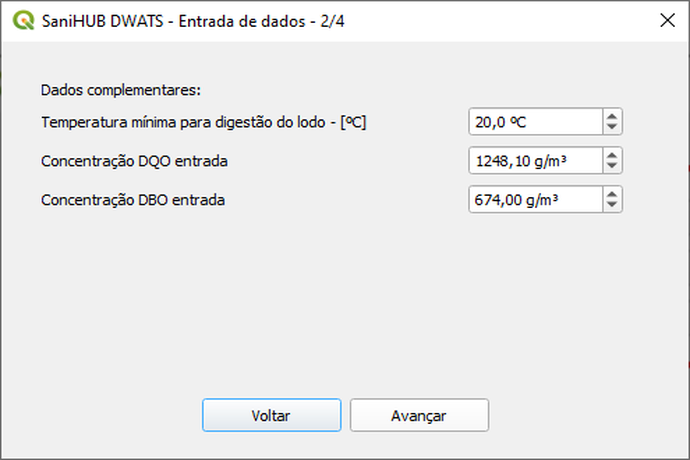 SaniHUB DWATS - Entrada de dados - 2/4
Dados complementares:
Temperatura mínima para digestão do lodo - [ºC] 20,0 ºC
Concentração DQO entrada 1248,10 g/m³
Concentração DBO entrada 674,00 g/m³
Voltar Avançar